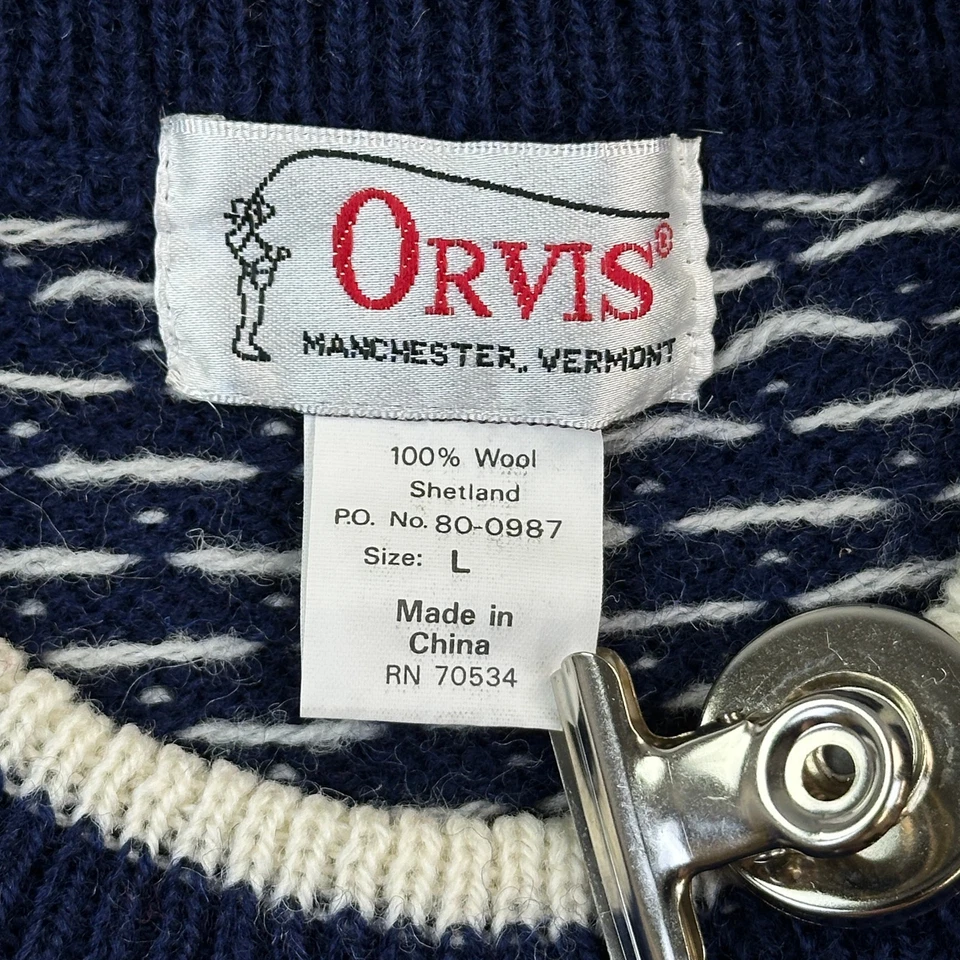 ORVIS®
MANCHESTER, VERMONT
100% Wool
Shetland
P.O. No. 80-0987
Size: L
Made in
China
RN 70534